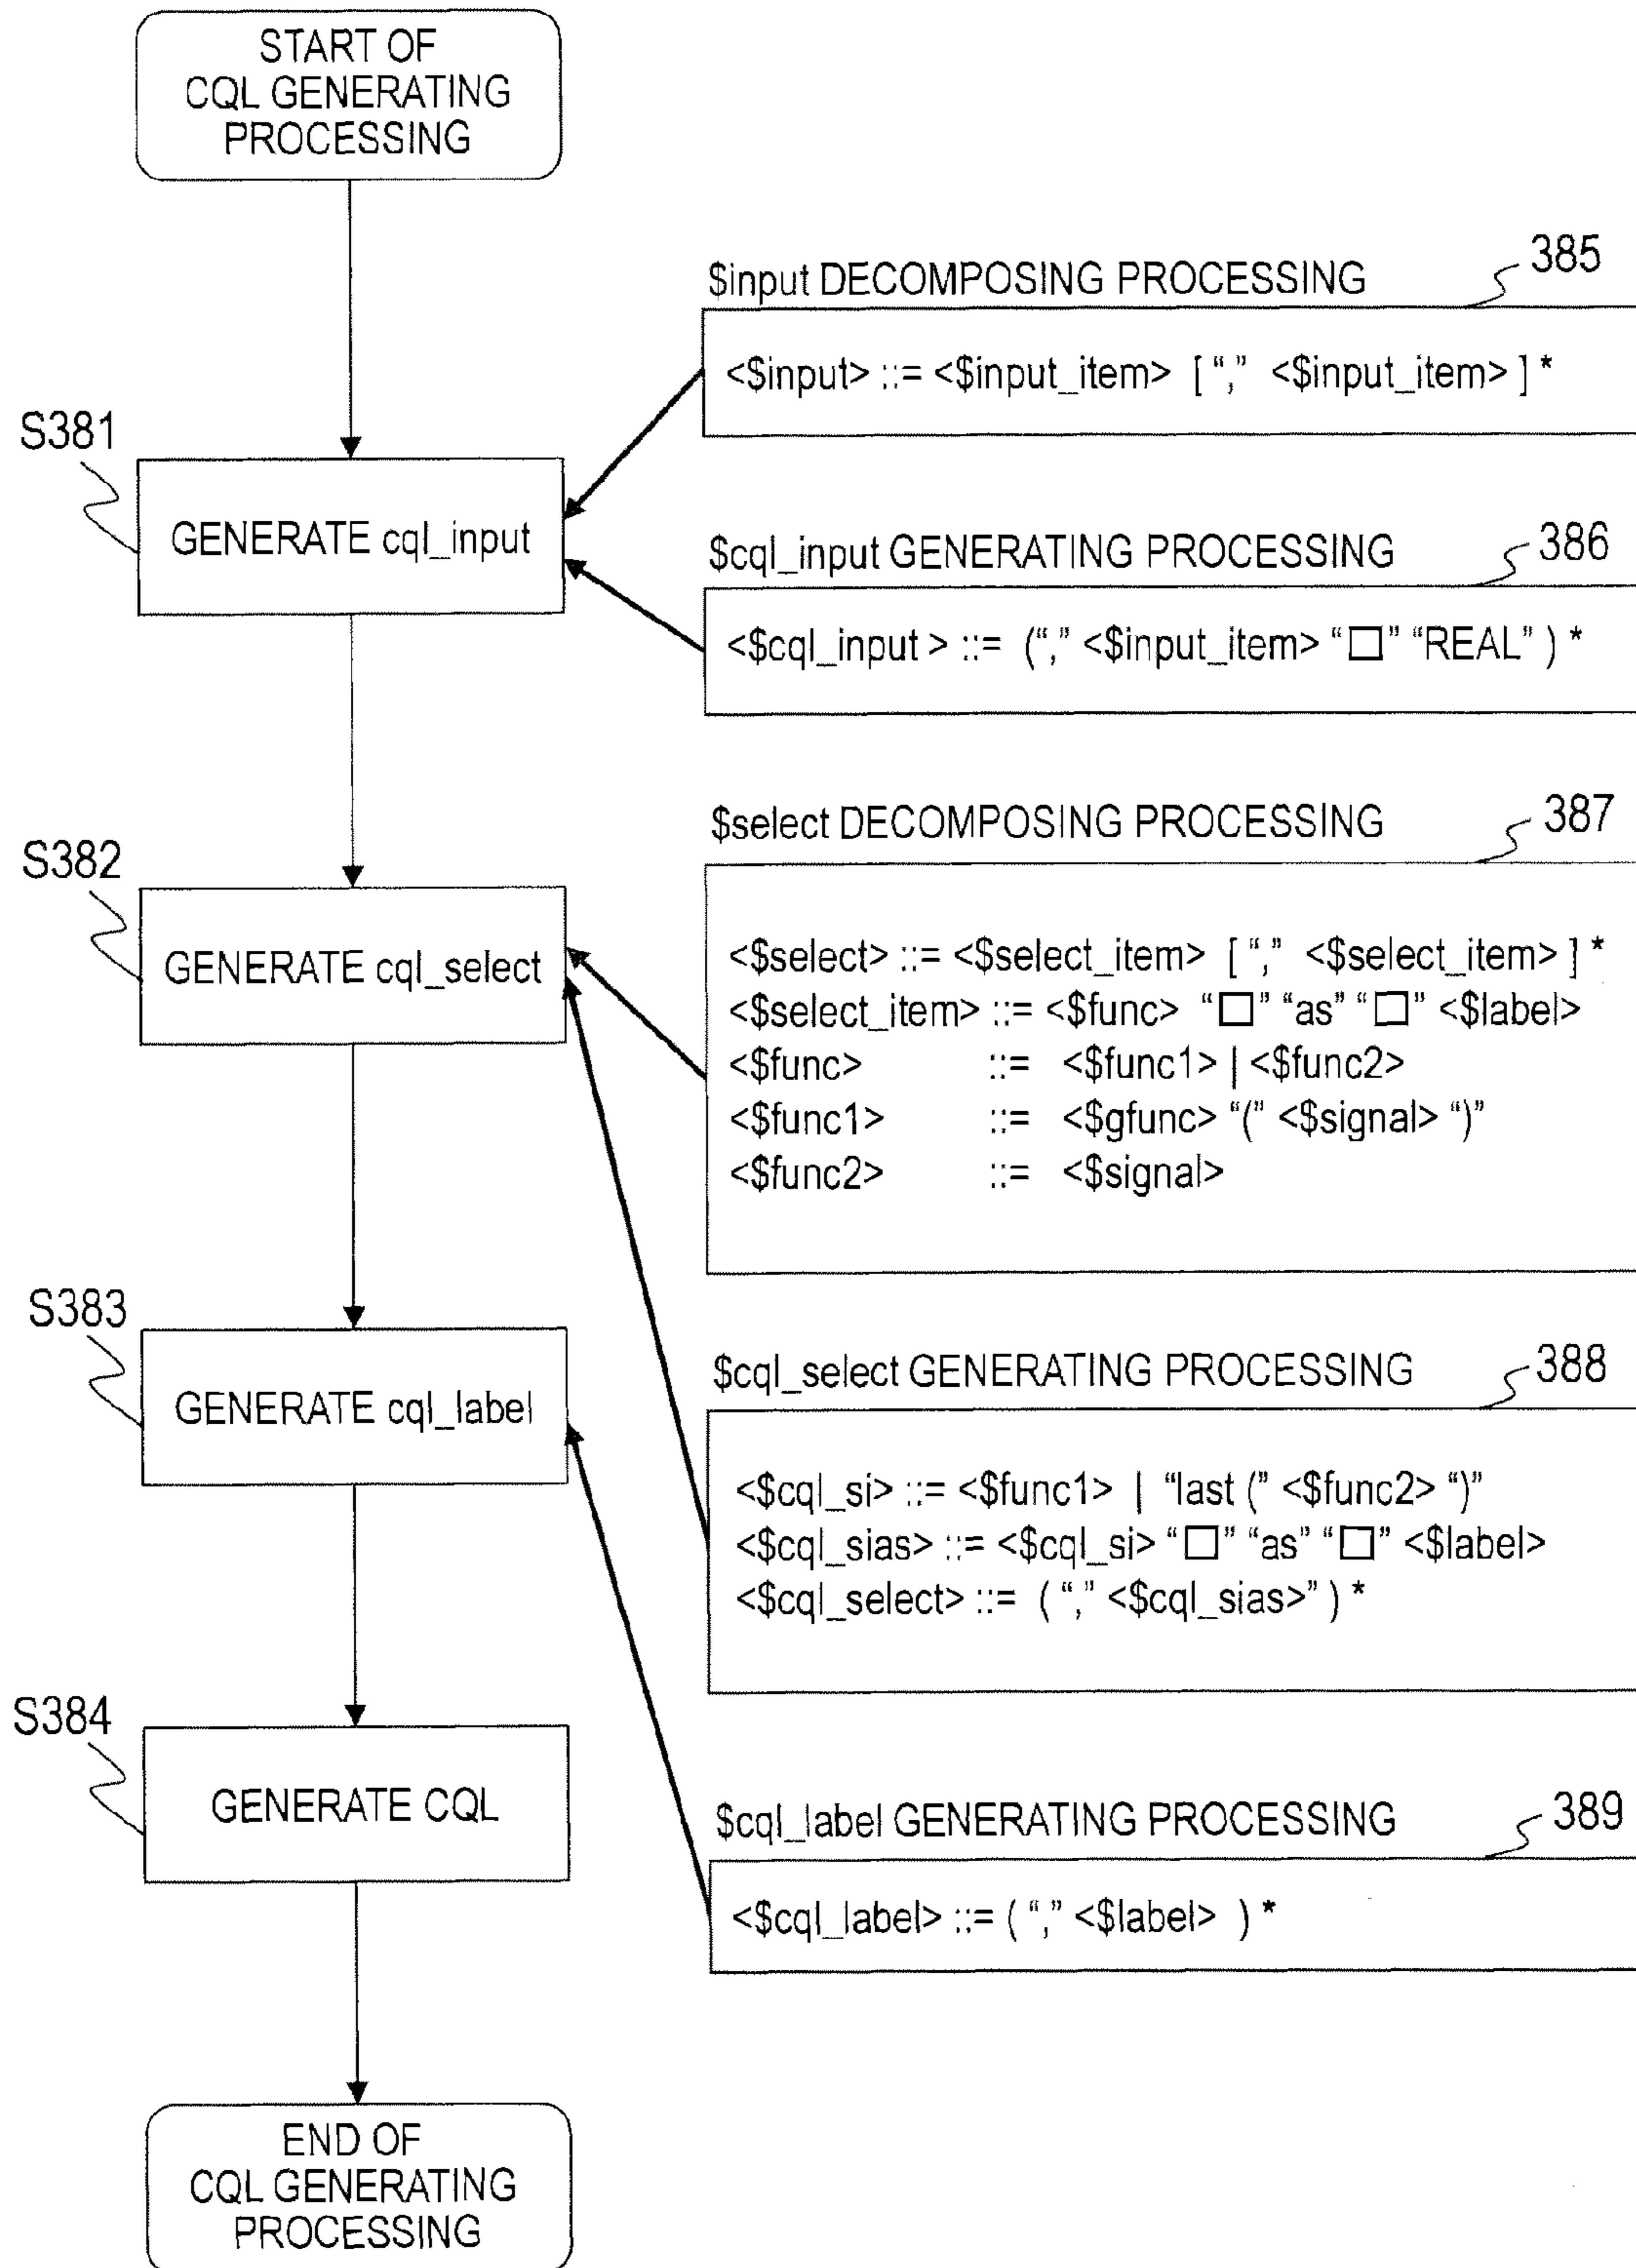 START OF
CQL GENERATING
PROCESSING
$input DECOMPOSING PROCESSING
385
<$input> ::= <$input_item> [ “,” <$input_item> ] *
S381
GENERATE cql_input
$cql_input GENERATING PROCESSING
386
<$cql_input > ::= (“,” <$input_item> “□” “REAL” ) *
$select DECOMPOSING PROCESSING
387
S382
GENERATE cql_select
<$select> ::= <$select_item> [ “,” <$select_item> ] *
<$select_item> ::= <$func> “□” “as” “□” <$label>
<$func> ::= <$func1> | <$func2>
<$func1> ::= <$gfunc> “(” <$signal> “)”
<$func2> ::= <$signal>
S383
GENERATE cql_label
$cql_select GENERATING PROCESSING
388
<$cql_si> ::= <$func1> | “last (” <$func2> “)”
<$cql_sias> ::= <$cql_si> “□” “as” “□” <$label>
<$cql_select> ::= ( “,” <$cql_sias>” ) *
S384
GENERATE CQL
$cql_label GENERATING PROCESSING
389
<$cql_label> ::= ( “,” <$label> ) *
END OF
CQL GENERATING
PROCESSING